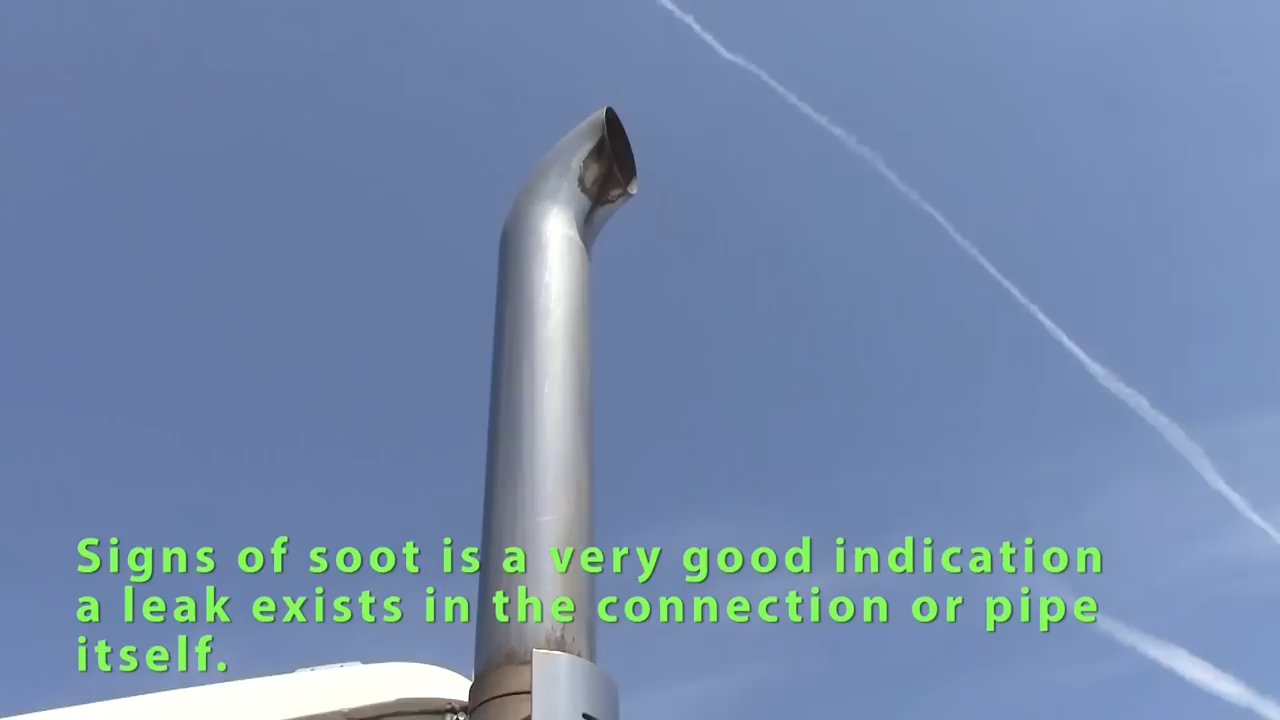 Signs of soot is a very good indication
a leak exists in the connection or pipe
itself.